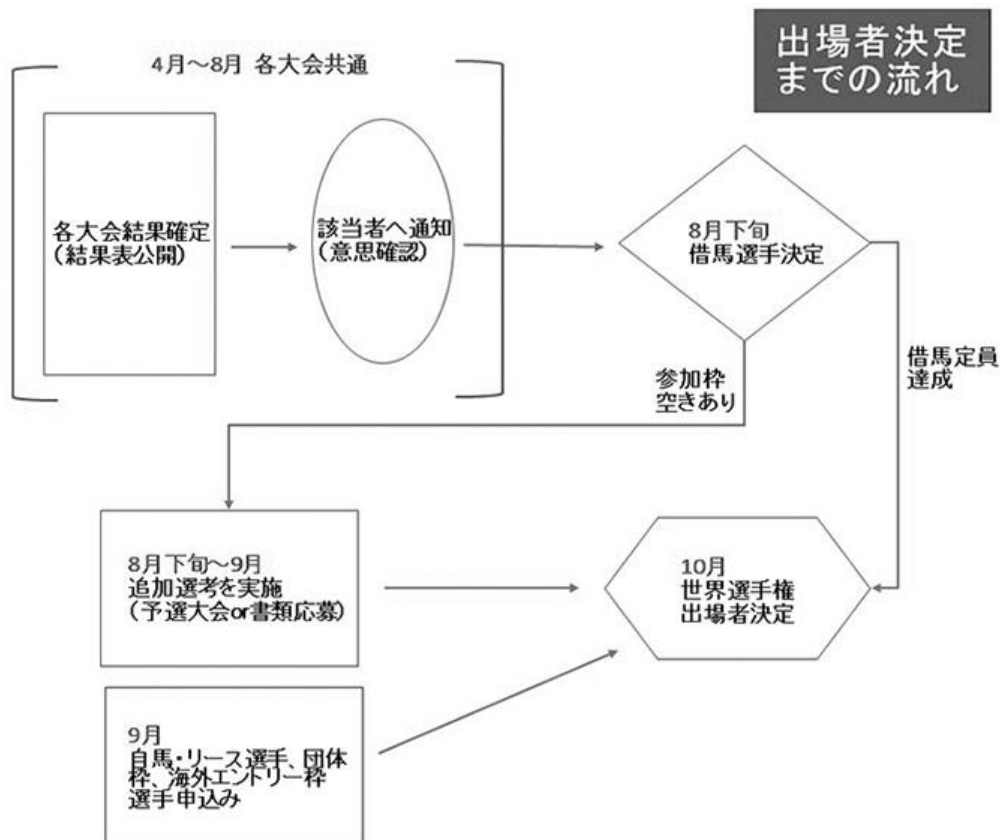 出場者決定
までの流れ
4月～8月 各大会共通
各大会結果確定
(結果表公開)
該当者へ通知
(意思確認)
8月下旬
借馬選手決定
借馬定員
達成
参加枠
空きあり
8月下旬～9月
追加選考を実施
(予選大会or書類応募)
10月
世界選手権
出場者決定
9月
自馬・リース選手、団体
枠、海外エントリー枠
選手申込み